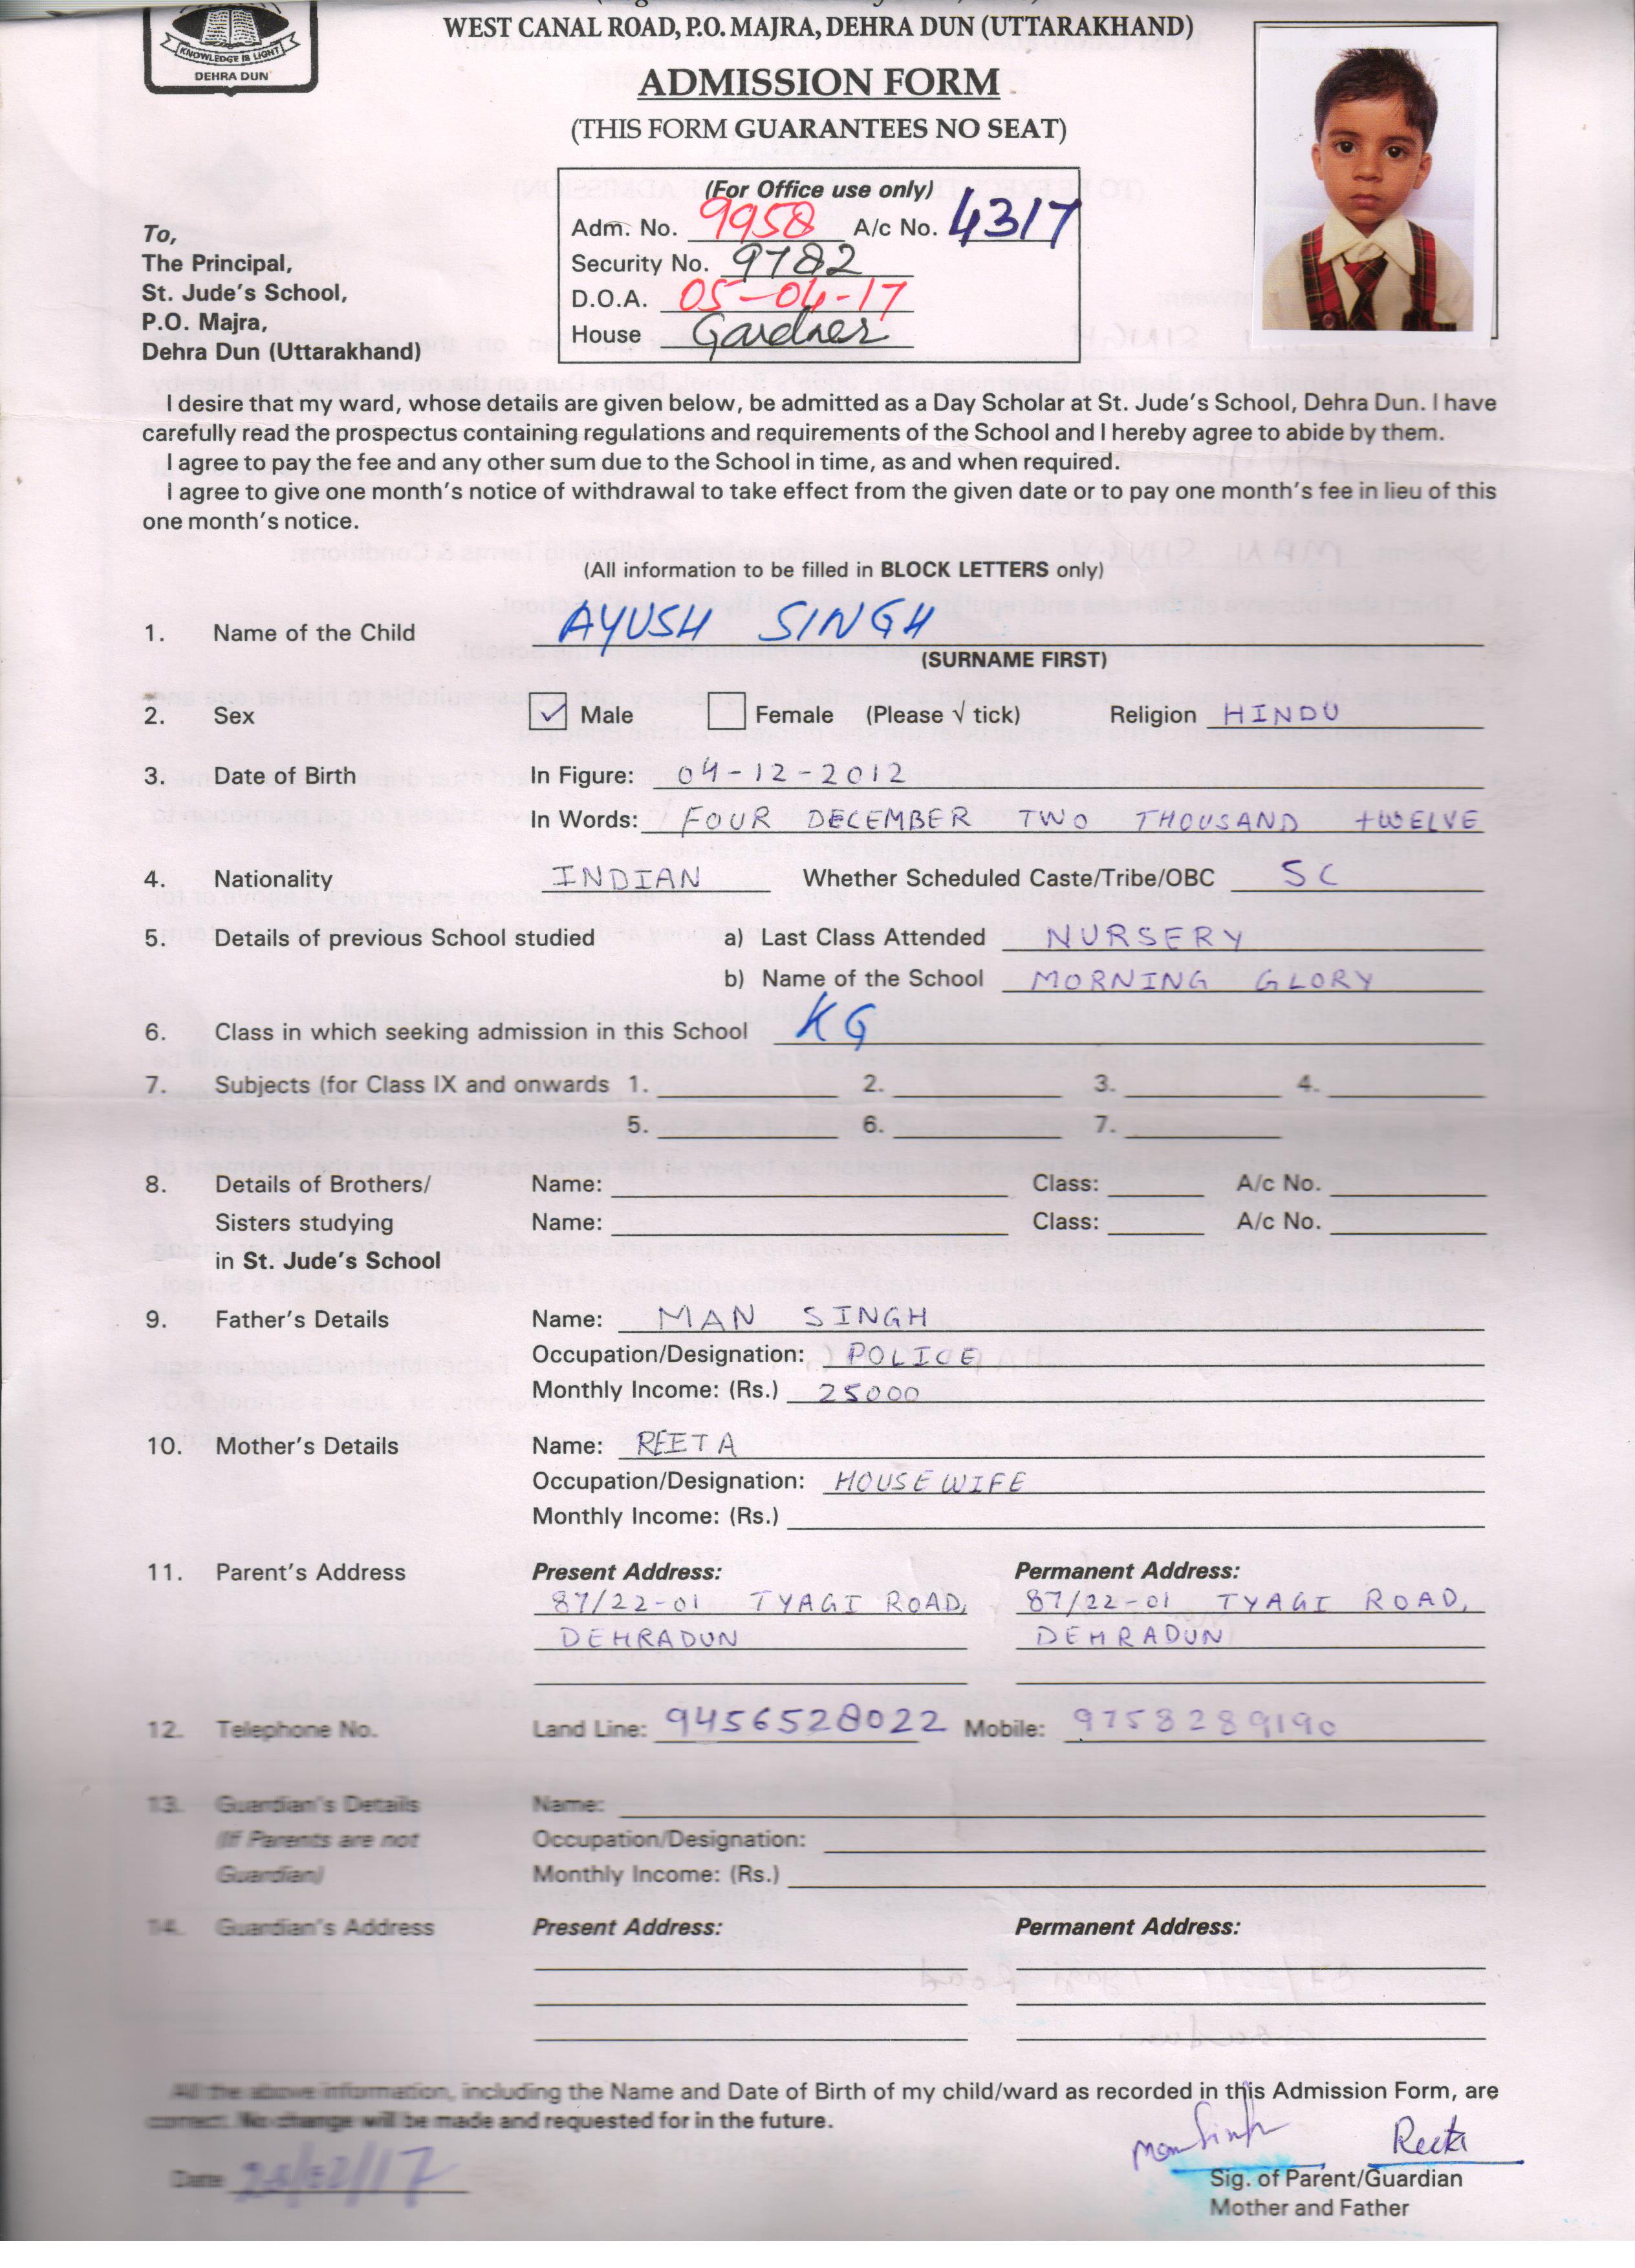 KNOWLEDGE IS LIGHT
DEHRA DUN
WEST CANAL ROAD, P.O. MAJRA, DEHRA DUN (UTTARAKHAND)
ADMISSION FORM
(THIS FORM GUARANTEES NO SEAT)
(For Office use only)
Adm. No. 9958 A/c No. 4317
Security No. 9782
D.O.A. 05-04-17
House Gardner
To,
The Principal,
St. Jude's School,
P.O. Majra,
Dehra Dun (Uttarakhand)
I desire that my ward, whose details are given below, be admitted as a Day Scholar at St. Jude's School, Dehra Dun. I have
carefully read the prospectus containing regulations and requirements of the School and I hereby agree to abide by them.
I agree to pay the fee and any other sum due to the School in time, as and when required.
I agree to give one month's notice of withdrawal to take effect from the given date or to pay one month's fee in lieu of this
one month's notice.
(All information to be filled in BLOCK LETTERS only)
1. Name of the Child AYUSH SINGH
(SURNAME FIRST)
2. Sex ✓ Male Female (Please √ tick) Religion HINDU
3. Date of Birth In Figure: 04-12-2012
In Words: FOUR DECEMBER TWO THOUSAND TWELVE
4. Nationality INDIAN Whether Scheduled Caste/Tribe/OBC SC
5. Details of previous School studied a) Last Class Attended NURSERY
b) Name of the School MORNING GLORY
6. Class in which seeking admission in this School KG
7. Subjects (for Class IX and onwards 1. 2. 3. 4.
5. 6. 7.
8. Details of Brothers/ Name: Class: A/c No.
Sisters studying Name: Class: A/c No.
in St. Jude's School
9. Father's Details Name: MAN SINGH
Occupation/Designation: POLICE
Monthly Income: (Rs.) 25000
10. Mother's Details Name: REETA
Occupation/Designation: HOUSE WIFE
Monthly Income: (Rs.)
11. Parent's Address Present Address: Permanent Address:
87/22-01 TYAGI ROAD, 87/22-01 TYAGI ROAD,
DEHRADUN DEHRADUN
12. Telephone No. Land Line: 9456528022 Mobile: 9758289190
13. Guardian's Details Name:
(If Parents are not Occupation/Designation:
Guardian) Monthly Income: (Rs.)
14. Guardian's Address Present Address: Permanent Address:
All the above information, including the Name and Date of Birth of my child/ward as recorded in this Admission Form, are
correct. No change will be made and requested for in the future.
Man Singh Reeta
Date
Sig. of Parent/Guardian
Mother and Father